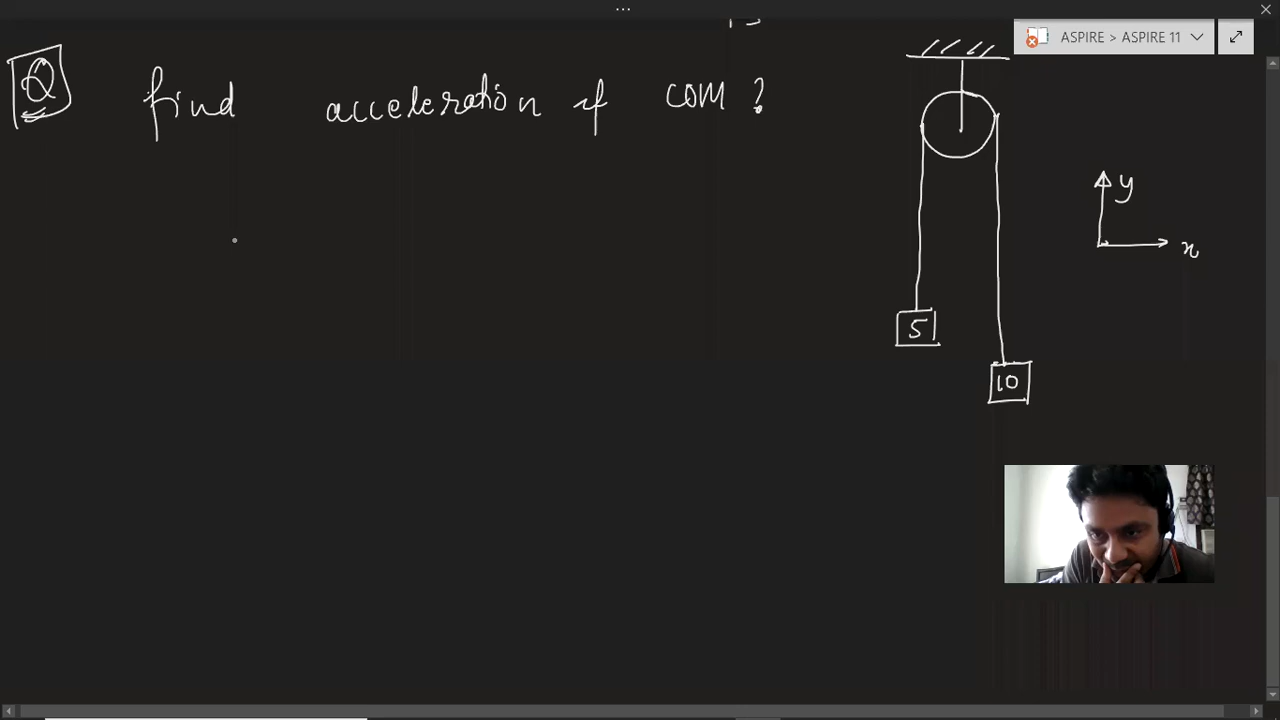 ASPIRE > ASPIRE 11
Q find acceleration of COM?
y
x
5
10